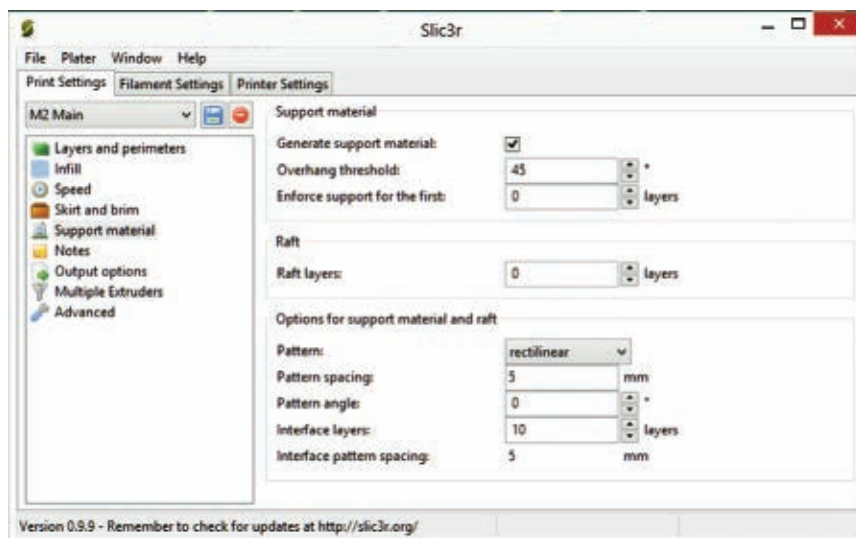 Slic3r
File Plater Window Help
Print Settings Filament Settings Printer Settings
M2 Main
Layers and perimeters
Infill
Speed
Skirt and brim
Support material
Notes
Output options
Multiple Extruders
Advanced
Support material
Generate support material:
Overhang threshold: 45 °
Enforce support for the first: 0 layers
Raft
Raft layers: 0 layers
Options for support material and raft
Pattern: rectilinear
Pattern spacing: 5 mm
Pattern angle: 0 °
Interface layers: 10 layers
Interface pattern spacing: 5 mm
Version 0.9.9 - Remember to check for updates at http://slic3r.org/